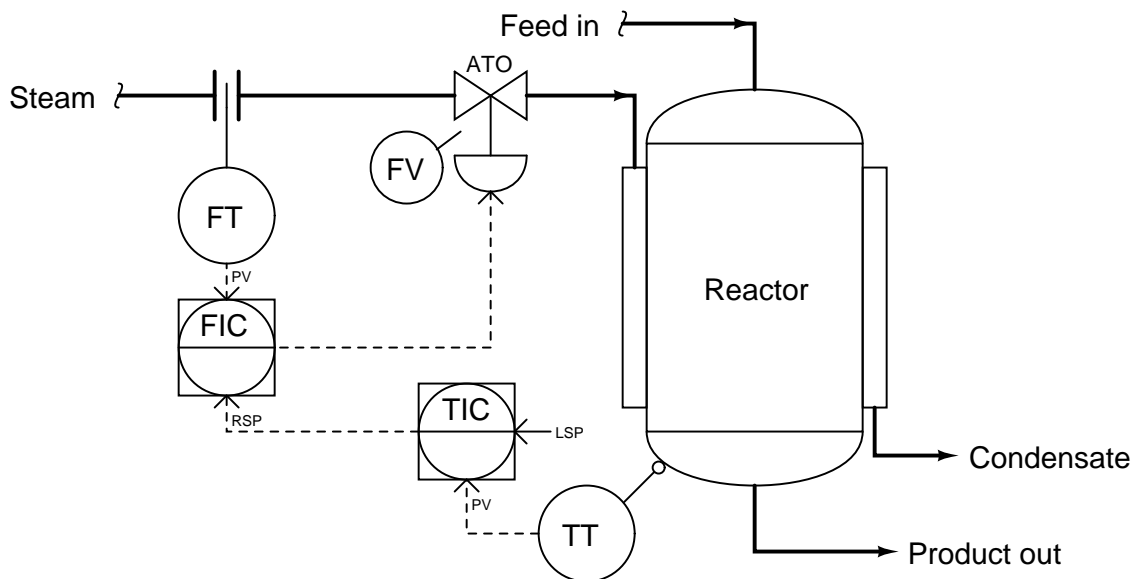 Feed in
ATO
Steam
FV
FT
PV
Reactor
FIC
TIC
RSP
LSP
Condensate
PV
TT
Product out